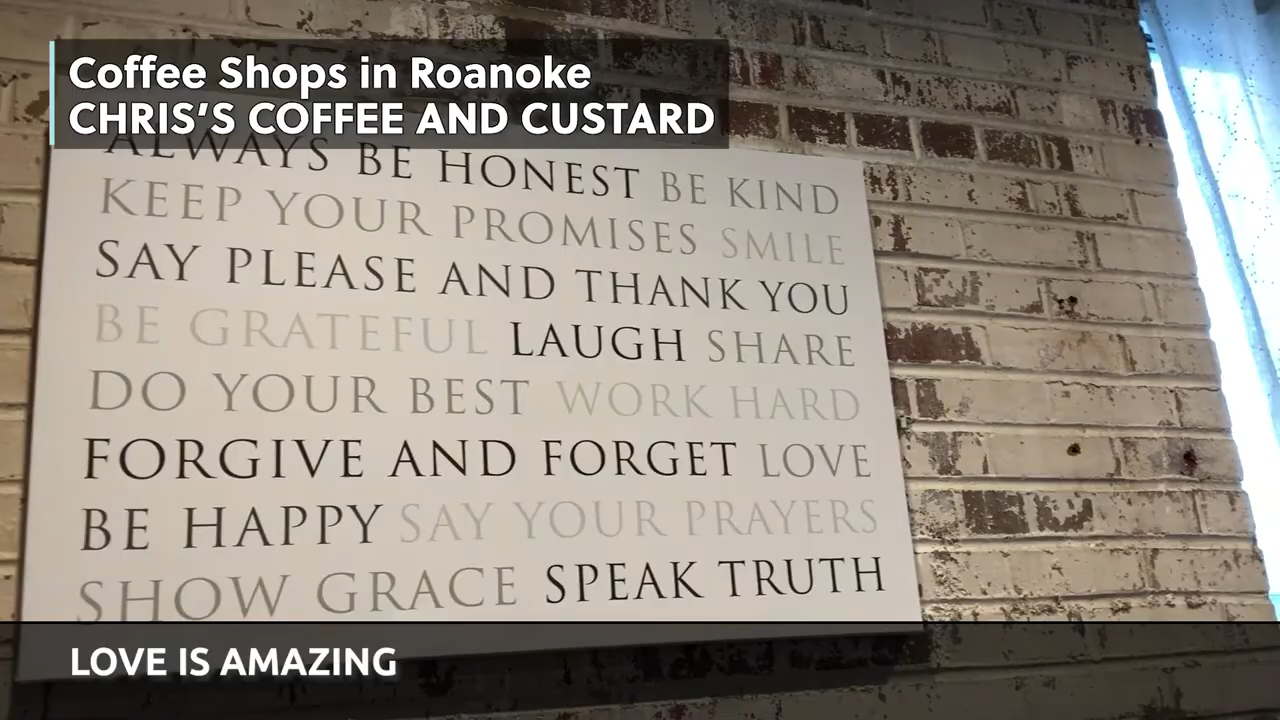 Coffee Shops in Roanoke
CHRIS'S COFFEE AND CUSTARD
ALWAYS BE HONEST BE KIND
KEEP YOUR PROMISES SMILE
SAY PLEASE AND THANK YOU
BE GRATEFUL LAUGH SHARE
DO YOUR BEST WORK HARD
FORGIVE AND FORGET LOVE
BE HAPPY SAY YOUR PRAYERS
SHOW GRACE SPEAK TRUTH
LOVE IS AMAZING